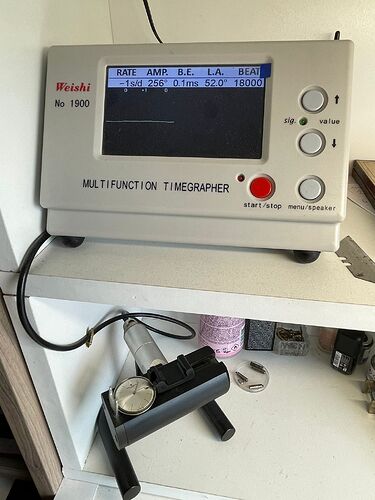 RATE AMP. B.E. L.A. BEAT
-1s/d 256° 0.1ms 52.0° 18000
Weishi
No 1900
sig. value
MULTIFUNCTION TIMEGRAPHER
start/stop menu/speaker